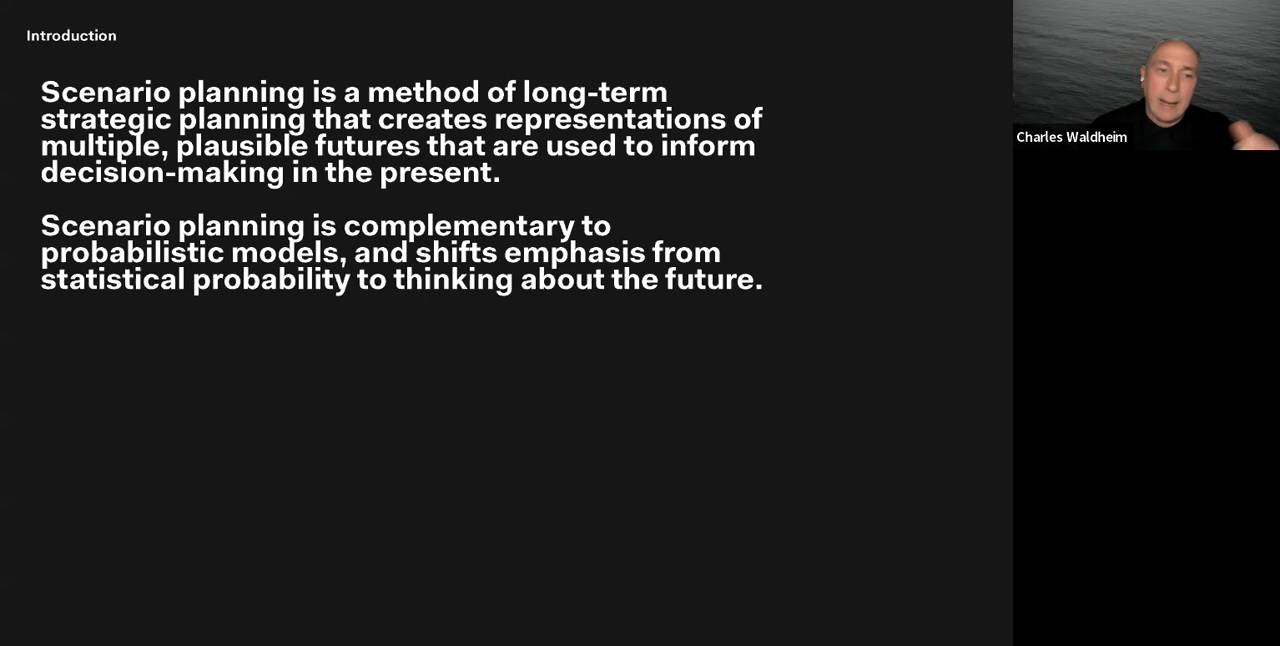 Introduction
Scenario planning is a method of long-term
strategic planning that creates representations of
multiple, plausible futures that are used to inform
decision-making in the present.
Scenario planning is complementary to
probabilistic models, and shifts emphasis from
statistical probability to thinking about the future.
Charles Waldheim